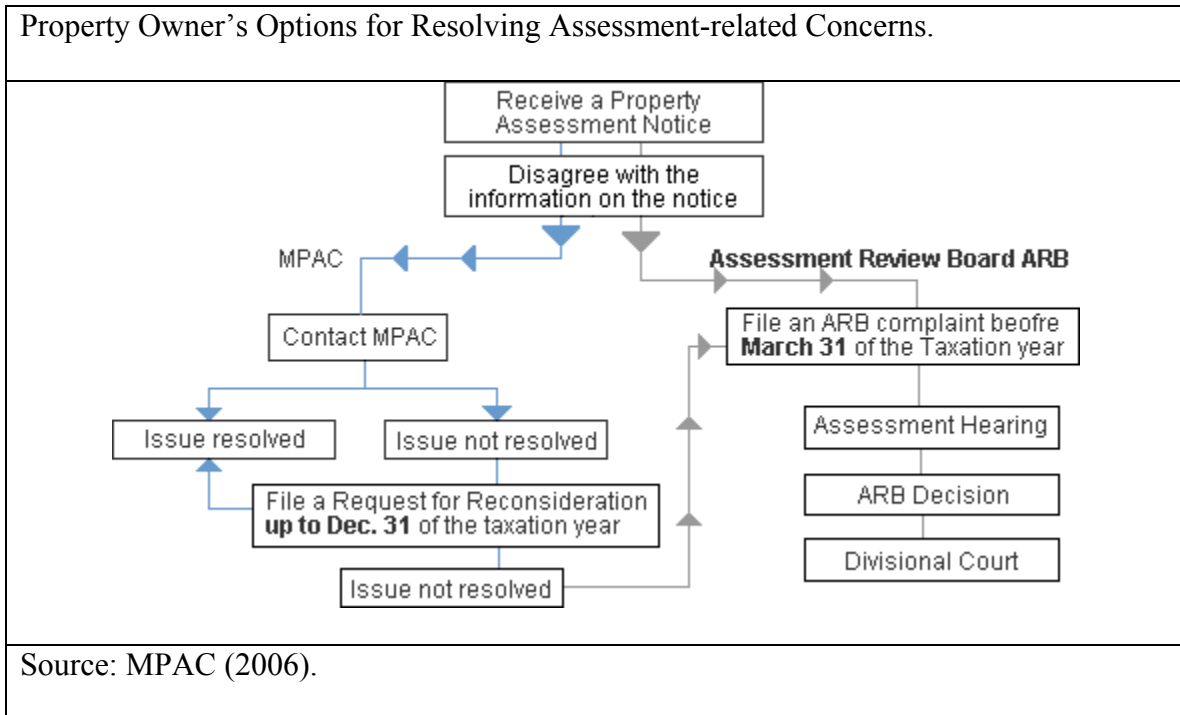 Property Owner’s Options for Resolving Assessment-related Concerns.
Receive a Property
Assessment Notice
Disagree with the
information on the notice
MPAC
Assessment Review Board ARB
Contact MPAC
File an ARB complaint beofre
March 31 of the Taxation year
Issue resolved
Issue not resolved
Assessment Hearing
File a Request for Reconsideration
up to Dec. 31 of the taxation year
ARB Decision
Issue not resolved
Divisional Court
Source: MPAC (2006).